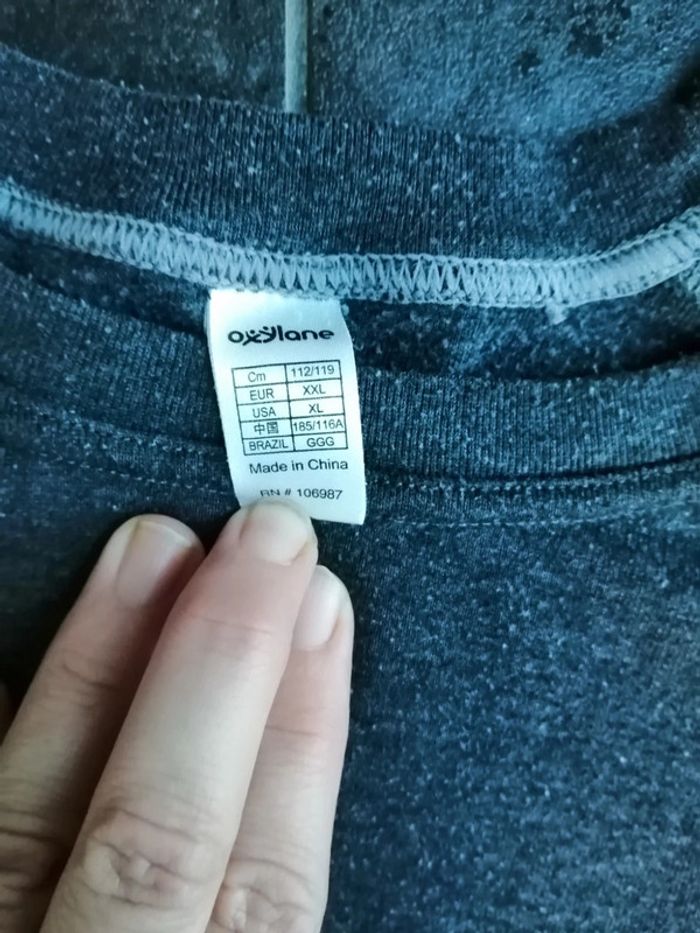 oxylane
Cm 112/119
EUR XXL
USA XL
中国 185/116A
BRAZIL GGG
Made in China
RN # 106987